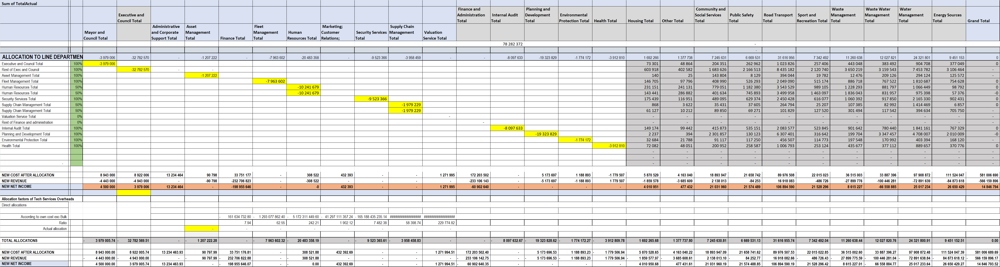 Sum of TotalActual
Executive and Council Total	Finance and Administration Total	Internal Audit Total	Planning and Development Total	Environmental Protection Total	Health Total	Housing Total	Other Total	Community and Social Services Total	Public Safety Total	Road Transport Total	Sport and Recreation Total	Waste Management Total	Waste Water Management Total	Water Management Total	Energy Sources Total	Grand Total
Mayor and Council Total	Administrative and Corporate Support Total	Asset Management Total	Finance Total	Fleet Management Total	Human Resources Total	Marketing; Customer Relations;	Security Services Total	Supply Chain Management Total	Valuation Service Total
78 282 372	-
-
ALLOCATION TO LINE DEPARTMEN	-3 979 006	-32 782 570	-	-1 207 222	-	-7 963 602	-20 483 358	-	-9 523 366	-3 958 459	-	-	-8 097 633	-19 323 829	-1 774 172	-3 912 810	1 692 266	1 377 738	7 245 631	6 669 531	31 616 956	7 342 492	11 260 638	12 027 821	24 321 801	9 451 153	0
Executive and Council Total	100%	-3 979 006	73 301	48 864	204 351	262 962	1 023 826	257 406	443 048	383 492	904 708	377 049	0
Rest of Exec and Council	100%	-32 782 570	-	-	603 918	402 582	1 683 626	2 166 513	8 435 182	2 120 740	3 650 219	3 159 543	7 453 782	3 106 464	-
Asset Management Total	100%	-1 207 222	140	25	143 804	8 129	394 044	19 782	12 476	209 126	294 124	125 572	-
Fleet Management Total	100%	-7 963 602	146 705	97 796	408 990	526 293	2 049 090	515 174	886 718	767 522	1 810 687	754 628	0
Human Resources Total	50%	-10 241 679	231 151	241 131	779 051	1 182 380	3 543 529	989 105	1 228 293	881 797	1 066 449	98 792	0
Human Resources Total	50%	-10 241 679	143 441	286 882	401 634	745 893	3 499 958	1 463 097	1 836 043	831 957	975 398	57 376	-0
Security Services Total	100%	-9 523 366	175 439	116 951	489 095	629 374	2 450 428	616 077	1 060 392	917 850	2 165 330	902 431	0
Supply Chain Management Total	50%	-1 979 229	868	3 622	35 431	37 605	264 794	25 207	107 385	82 992	1 414 469	6 857	0
Supply Chain Management Total	50%	-1 979 229	61 127	10 212	89 850	69 271	101 829	127 520	301 494	117 542	394 634	705 750	-
Valuation Service Total	0%	-	-	-	-	-	-	-	-	-	-	-	-
Rest of Finance and administration	0%	-	-	-	-	-	-	-	-	-	-	-	-
Internal Audit Total	100%	-8 097 633	149 174	99 442	415 873	535 151	2 083 577	523 845	901 642	780 440	1 841 161	767 329	0
Planning and Development Total	100%	-19 323 829	2 237	394	2 301 857	130 123	6 307 401	316 642	199 704	3 347 457	4 708 007	2 010 009	-0
Environmental Protection Total	100%	-1 774 172	32 684	21 788	91 117	117 250	456 507	114 773	197 548	170 992	403 394	168 120	-
Health Total	100%	-3 912 810	72 082	48 051	200 952	258 587	1 006 793	253 124	435 677	377 112	889 657	370 776	0
-	-	-	-	-	-	-	-	-	-	-
-	-	-	-	-	-	-	-	-	-	-
-	-	-	-	-	-	-	-	-	-	-	-
NEW COST AFTER ALLOCATION	8 943 000	8 922 006	13 234 464	90 798	33 751 177	-	308 522	432 393	-	-	1 271 995	172 203 502	-	5 173 697	1 188 893	-1 779 507	5 870 529	4 163 040	18 893 947	21 658 742	89 976 508	22 015 023	36 515 003	33 887 396	97 908 872	111 524 047	581 006 690
NEW REVENUE	-4 443 000	-4 943 000	-	-90 798	-232 706 823	-	-308 522	-	-	-	-	-233 106 143	-	-5 173 697	-1 188 893	1 779 507	-1 859 578	-3 685 609	2 138 013	-84 253	16 918 083	-486 726	-27 899 776	-100 446 281	-72 891 639	-84 873 618	-566 159 896
NEW NET INCOME	4 500 000	3 979 006	13 234 464	-	-198 955 646	-	-0	432 393	-	-	1 271 995	-60 902 640	-	-	-	-	4 010 951	477 432	21 031 960	21 574 489	106 894 590	21 528 296	8 615 227	-66 558 885	25 017 234	26 650 429	14 846 794
Allocation factors of Tech Services Overheads
Direct allocations
According to own cost exc Bulk	- 161 634 732.80	- 1 293 077 862.40	- 5 172 311 449.60	- 41 297 111 357.24	- 165 188 435 235.14	################	################
Ratio	7.94	62.55	242.21	1 902.12	7 482.38	58 398.74	229 774.82
Actual allocation	-	-	-	-	-	-	-	-
TOTAL ALLOCATIONS	- 3 979 005.74	- 32 782 569.51	-	- 1 207 222.28	-	- 7 963 602.32	- 20 483 358.19	-	- 9 523 365.61	- 3 958 458.83	-	-	- 8 097 632.67	- 19 323 828.62	- 1 774 172.27	- 3 912 809.78	1 692 265.68	1 377 737.80	7 245 630.81	6 669 531.13	31 616 955.74	7 342 492.04	11 260 638.44	12 027 820.76	24 321 800.91	9 451 152.51	0.00
NEW COST AFTER ALLOCATION	8 943 000.00	8 922 005.74	13 234 463.93	90 797.99	33 751 176.81	-	308 521.88	432 392.69	-	-	1 271 994.51	172 203 502.40	-	5 173 696.53	1 188 893.23	- 1 779 506.94	5 870 528.65	4 163 040.22	18 893 947.09	21 658 741.62	89 976 507.53	22 015 022.85	36 515 002.60	33 887 396.27	97 908 872.48	111 524 047.39	581 006 689.69
NEW REVENUE	- 4 443 000.00	- 4 943 000.00	-	- 90 797.99	- 232 706 822.88	-	- 308 521.88	-	-	-	-	- 233 106 142.75	-	- 5 173 696.53	- 1 188 893.23	1 779 506.94	- 1 859 577.97	- 3 685 608.61	2 138 013.10	- 84 252.77	16 918 082.66	- 486 726.43	- 27 899 775.59	- 100 446 281.04	- 72 891 638.84	- 84 873 618.12	- 566 159 896.17
NEW NET INCOME	4 500 000.00	3 979 005.74	13 234 463.93	-	- 198 955 646.07	-	0.00	432 392.69	-	-	1 271 994.51	- 60 902 640.35	-	-	-	-	4 010 950.68	477 431.61	21 031 960.19	21 574 488.85	106 894 590.19	21 528 296.42	8 615 227.01	- 66 558 884.77	25 017 233.64	26 650 429.27	14 846 793.52